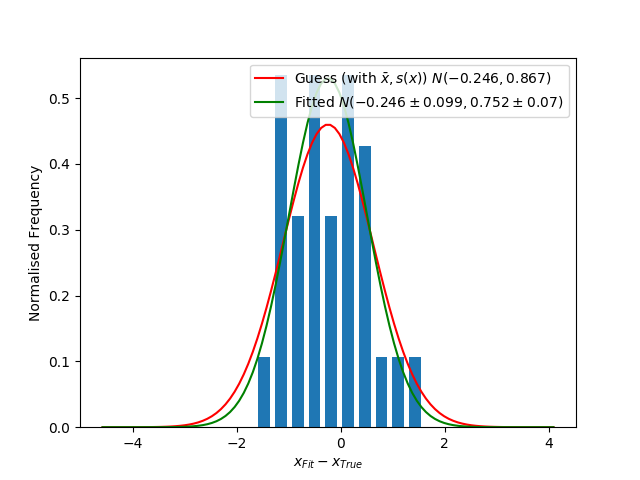 Guess (with x̄, s(x)) N(−0.246, 0.867)
Fitted N(−0.246 ± 0.099, 0.752 ± 0.07)
0.5
0.4
0.3
0.2
0.1
0.0
Normalised Frequency
−4 −2 0 2 4
x_Fit − x_True